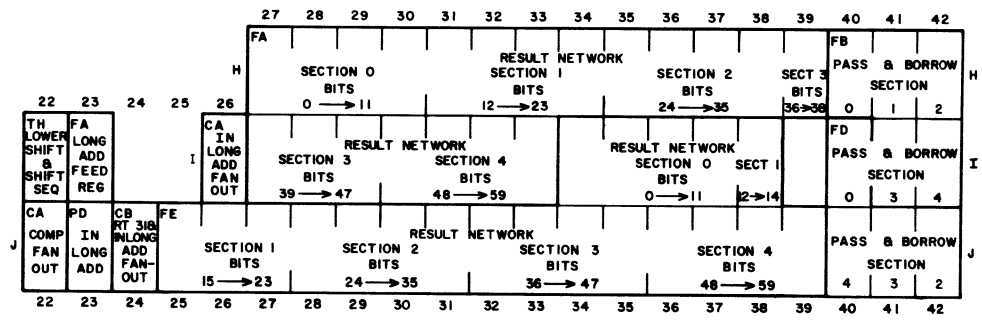 27 28 29 30 31 32 33 34 35 36 37 38 39 40 41 42
FA FB
RESULT NETWORK
H SECTION 0 SECTION 1 SECTION 2 SECT 3 PASS & BORROW H
BITS BITS BITS BITS SECTION
0 → 11 12 → 23 24 → 35 36 → 38 0 1 2
22 23 24 25 26
TH FA CA FD
LOWER LONG IN RESULT NETWORK RESULT NETWORK
SHIFT ADD I LONG SECTION 3 SECTION 4 SECTION 0 SECT 1 PASS & BORROW I
& FEED ADD BITS BITS BITS SECTION
SHIFT REG FAN 39 → 47 48 → 59 0 → 11 12 → 14 0 3 4
SEQ OUT
CA PD CB FE
RT 318
J COMP IN INLONG RESULT NETWORK PASS & BORROW J
FAN LONG ADD SECTION 1 SECTION 2 SECTION 3 SECTION 4 SECTION
OUT ADD FAN- BITS BITS BITS BITS
OUT 15 → 23 24 → 35 36 → 47 48 → 59 4 3 2
22 23 24 25 26 27 28 29 30 31 32 33 34 35 36 37 38 39 40 41 42